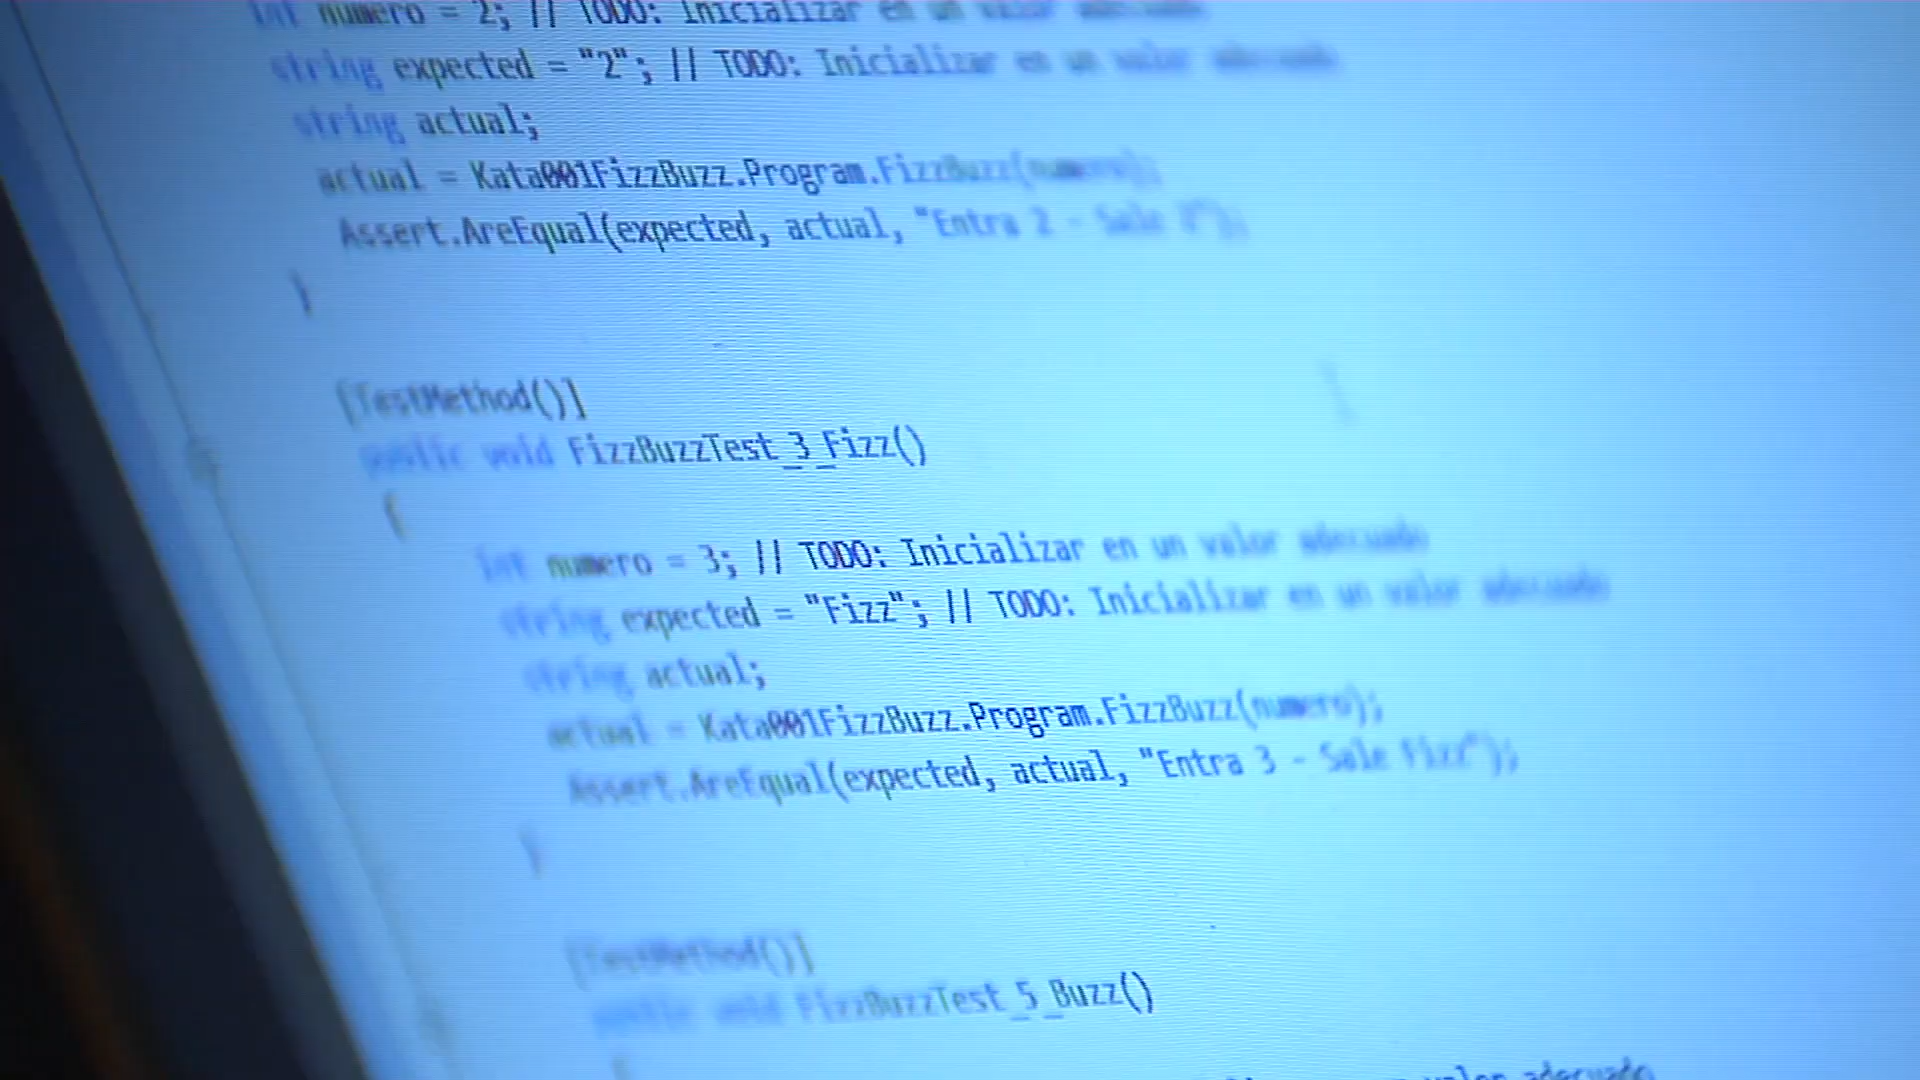 int numero = 2; // TODO: Inicializar en un valor adecuado
string expected = "2"; // TODO: Inicializar en un valor adecuado
string actual;
actual = Kata001FizzBuzz.Program.FizzBuzz(numero);
Assert.AreEqual(expected, actual, "Entra 2 - Sale 2");
}
[TestMethod()]
public void FizzBuzzTest_3_Fizz()
{
int numero = 3; // TODO: Inicializar en un valor adecuado
string expected = "Fizz"; // TODO: Inicializar en un valor adecuado
string actual;
actual = Kata001FizzBuzz.Program.FizzBuzz(numero);
Assert.AreEqual(expected, actual, "Entra 3 - Sale Fizz");
}
[TestMethod()]
public void FizzBuzzTest_5_Buzz()
{
valor adecuado